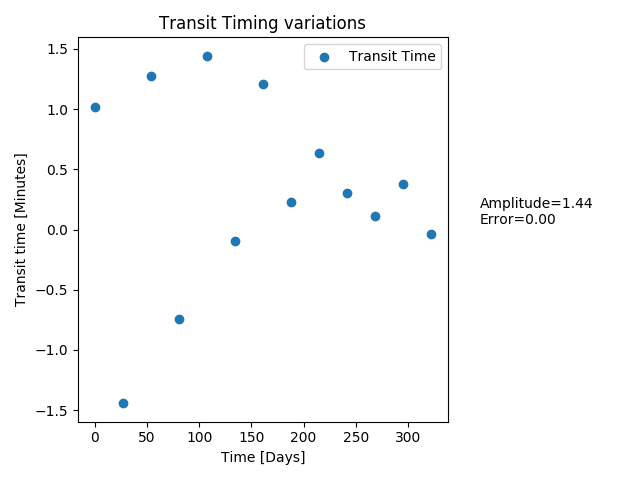 Transit Timing variations
Transit Time
1.5
1.0
0.5
0.0
−0.5
−1.0
−1.5
Transit time [Minutes]
Amplitude=1.44
Error=0.00
0 50 100 150 200 250 300
Time [Days]